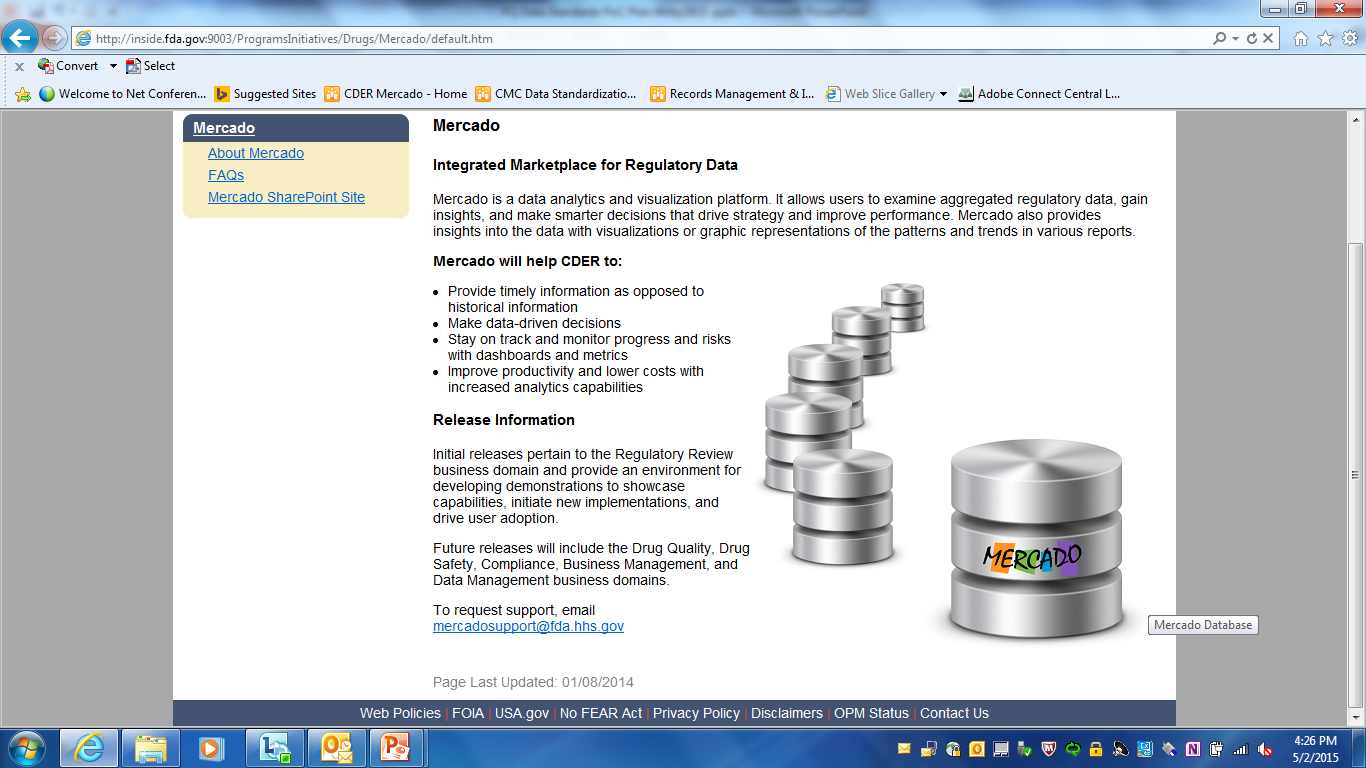 http://inside.fda.gov:9003/ProgramsInitiatives/Drugs/Mercado/default.htm
x Convert Select
Welcome to Net Conferen... Suggested Sites CDER Mercado - Home CMC Data Standardizatio... Records Management & I... Web Slice Gallery Adobe Connect Central L...
Mercado
About Mercado
FAQs
Mercado SharePoint Site
Mercado
Integrated Marketplace for Regulatory Data
Mercado is a data analytics and visualization platform. It allows users to examine aggregated regulatory data, gain
insights, and make smarter decisions that drive strategy and improve performance. Mercado also provides
insights into the data with visualizations or graphic representations of the patterns and trends in various reports.
Mercado will help CDER to:
• Provide timely information as opposed to
historical information
• Make data-driven decisions
• Stay on track and monitor progress and risks
with dashboards and metrics
• Improve productivity and lower costs with
increased analytics capabilities
Release Information
Initial releases pertain to the Regulatory Review
business domain and provide an environment for
developing demonstrations to showcase
capabilities, initiate new implementations, and
drive user adoption.
Future releases will include the Drug Quality, Drug
Safety, Compliance, Business Management, and
Data Management business domains.
To request support, email
mercadosupport@fda.hhs.gov
MERCADO
Mercado Database
Page Last Updated: 01/08/2014
Web Policies | FOIA | USA.gov | No FEAR Act | Privacy Policy | Disclaimers | OPM Status | Contact Us
4:26 PM
5/2/2015